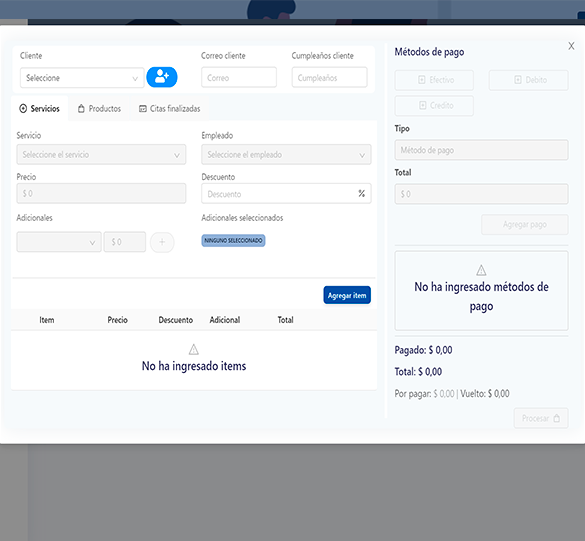 Cliente
Correo cliente
Cumpleaños cliente
Seleccione
Correo
Cumpleaños
Servicios
Productos
Citas finalizadas
Servicio
Empleado
Seleccione el servicio
Seleccione el empleado
Precio
Descuento
$ 0
Descuento
%
Adicionales
Adicionales seleccionados
$ 0
+
NINGUNO SELECCIONADO
Agregar item
Item Precio Descuento Adicional Total
No ha ingresado items
X
Métodos de pago
Efectivo
Debito
Credito
Tipo
Método de pago
Total
$ 0
Agregar pago
No ha ingresado métodos de
pago
Pagado: $ 0,00
Total: $ 0,00
Por pagar: $ 0,00 | Vuelto: $ 0,00
Procesar